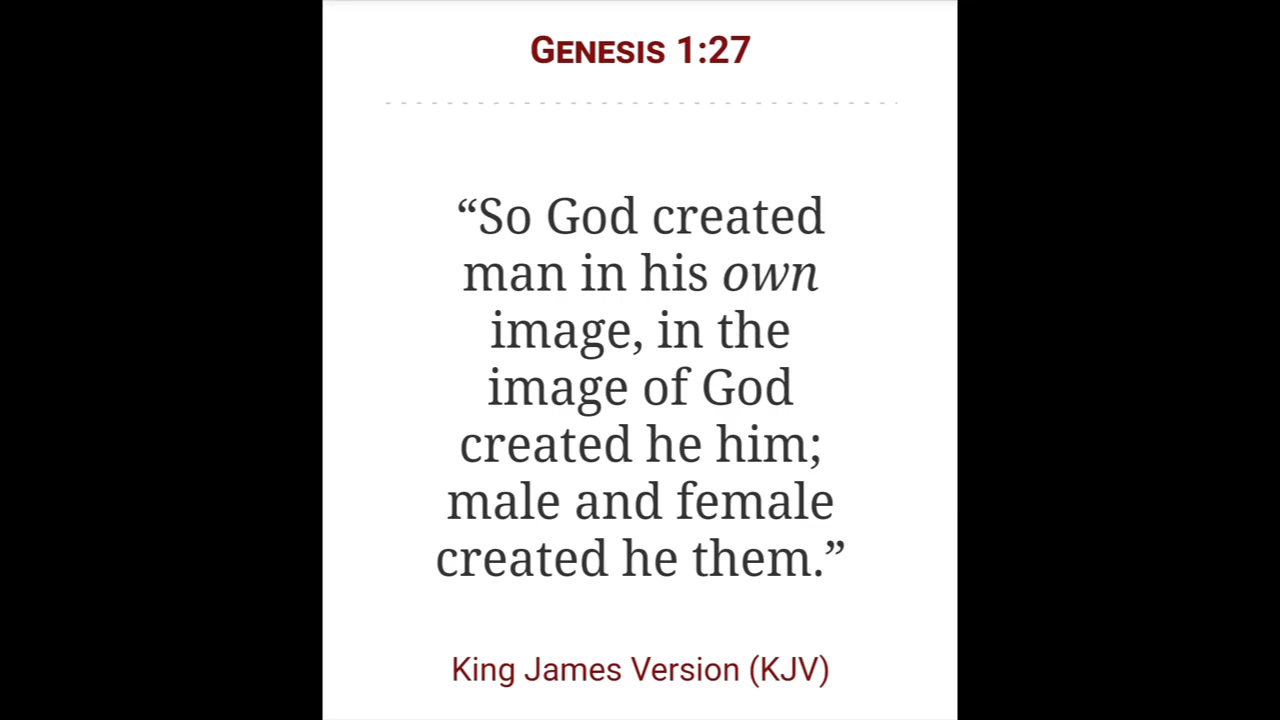 GENESIS 1:27
“So God created
man in his own
image, in the
image of God
created he him;
male and female
created he them.”
King James Version (KJV)